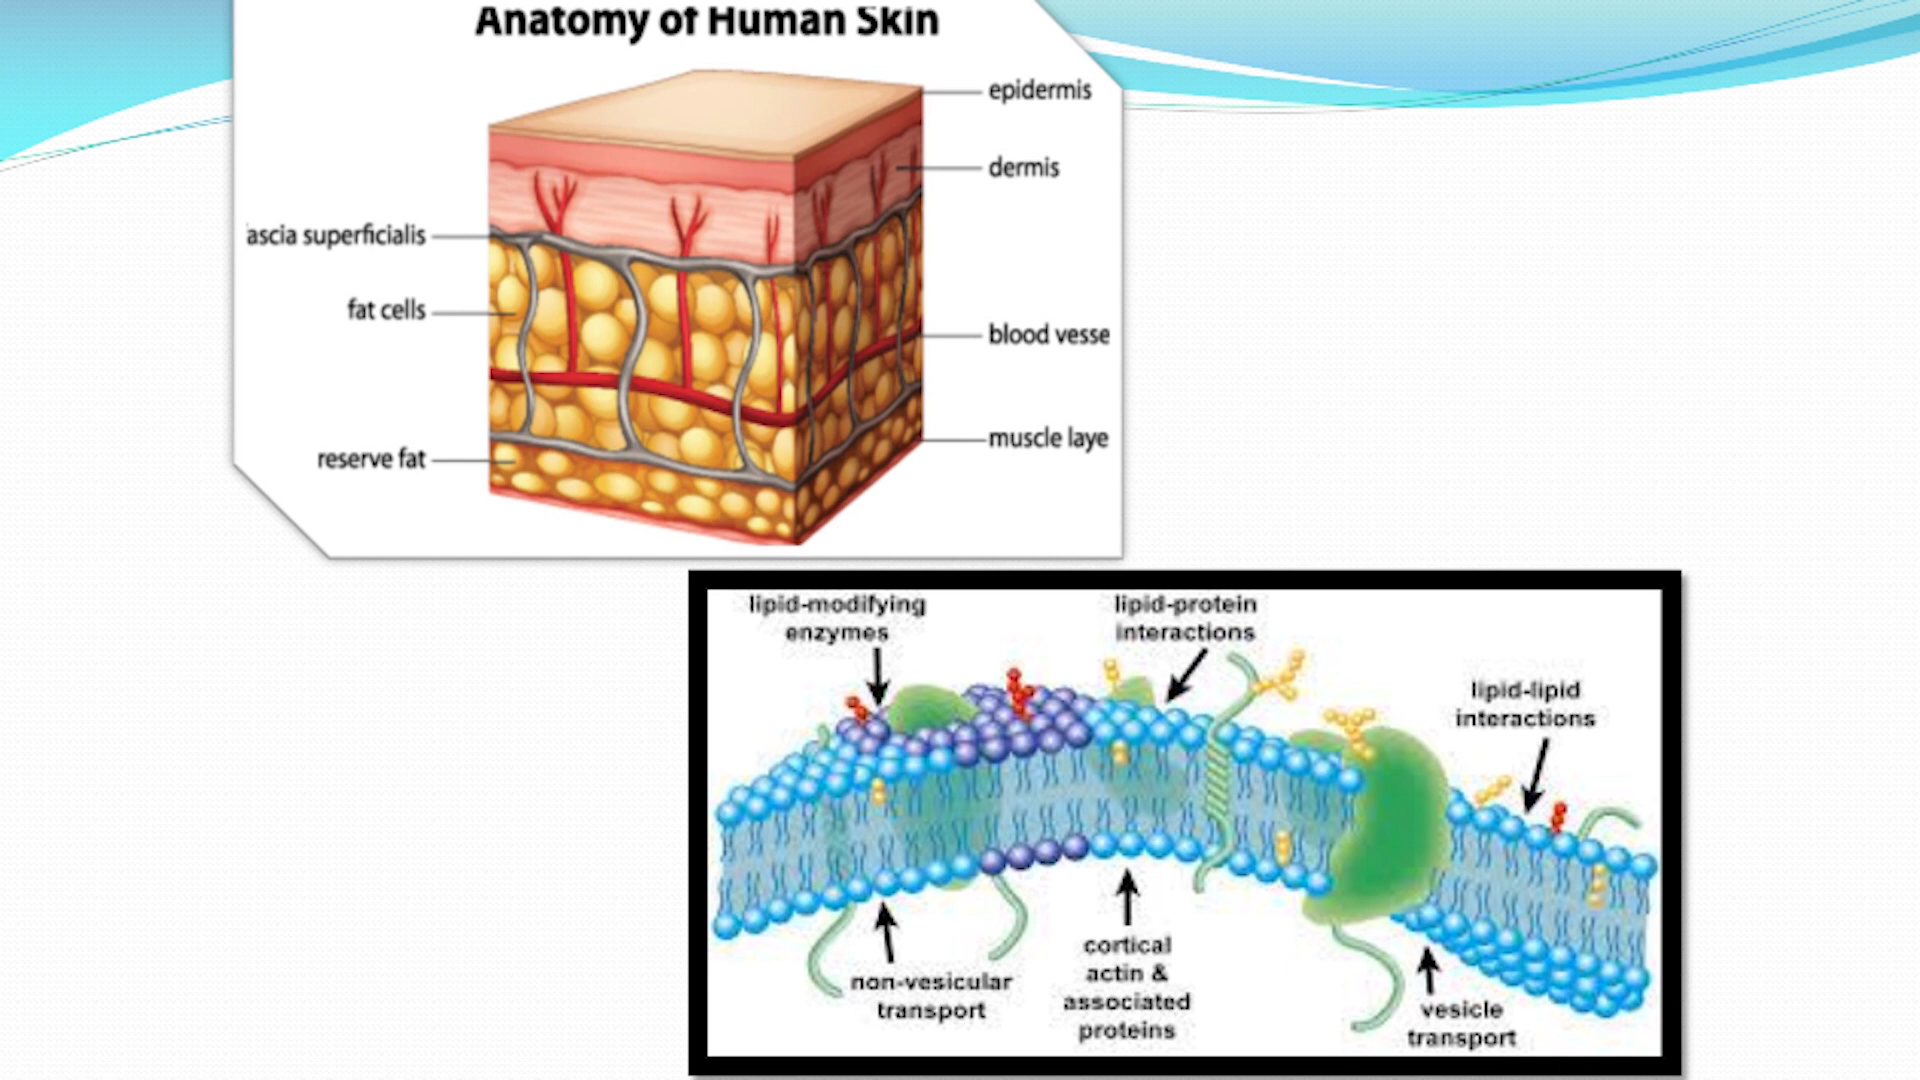 Anatomy of Human Skin
epidermis
dermis
ascia superficialis
fat cells
blood vesse
muscle laye
reserve fat
lipid-modifying
enzymes
lipid-protein
interactions
lipid-lipid
interactions
non-vesicular
transport
cortical
actin &
associated
proteins
vesicle
transport